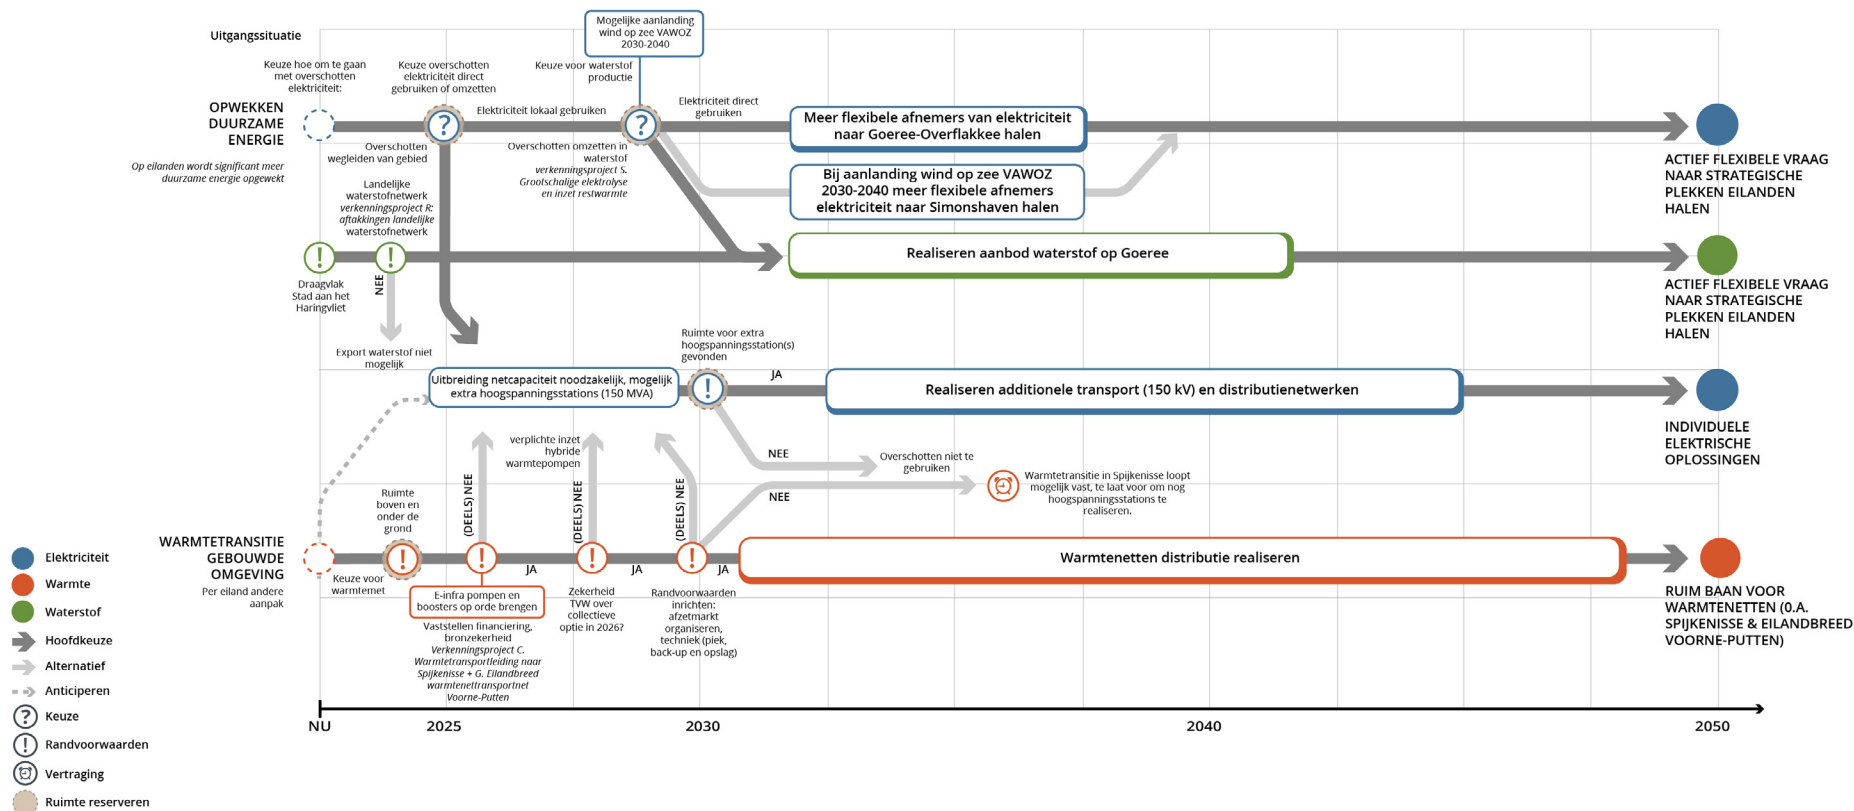 Uitgangssituatie
Mogelijke aanlanding
wind op zee VAWOZ
2030-2040
Keuze hoe om te gaan
met overschotten
elektriciteit:
Keuze overschotten
elektriciteit direct
gebruiken of omzetten
Keuze voor waterstof
productie
OPWEKKEN
DUURZAME
ENERGIE
Op eilanden wordt significant meer
duurzame energie opgewekt
?
Elektriciteit lokaal gebruiken
?
Elektriciteit direct
gebruiken
Meer flexibele afnemers van elektriciteit
naar Goeree-Overflakkee halen
ACTIEF FLEXIBELE VRAAG
NAAR STRATEGISCHE
PLEKKEN EILANDEN
HALEN
Overschotten
wegleiden van gebied
Overschotten omzetten in
waterstof
verkenningsproject S.
Grootschalige elektrolyse
en inzet restwarmte
Bij aanlanding wind op zee VAWOZ
2030-2040 meer flexibele afnemers
elektriciteit naar Simonshaven halen
Landelijke
waterstofnetwerk
verkenningsproject R:
aftakkingen landelijke
waterstofnetwerk
!
!
Draagvlak
Stad aan het
Haringvliet
NEE
Export waterstof niet
mogelijk
Realiseren aanbod waterstof op Goeree
ACTIEF FLEXIBELE VRAAG
NAAR STRATEGISCHE
PLEKKEN EILANDEN
HALEN
Uitbreiding netcapaciteit noodzakelijk, mogelijk
extra hoogspanningsstations (150 MVA)
Ruimte voor extra
hoogspanningsstation(s)
gevonden
!
JA
Realiseren additionele transport (150 kV) en distributienetwerken
INDIVIDUELE
ELEKTRISCHE
OPLOSSINGEN
NEE
Overschotten niet te
gebruiken
NEE
Warmtetransitie in Spijkenisse loopt
mogelijk vast, te laat voor om nog
hoogspanningsstations te
realiseren.
verplichte inzet
hybride
warmtepompen
(DEELS) NEE
(DEELS) NEE
(DEELS) NEE
Ruimte
boven en
onder de
grond
WARMTETRANSITIE
GEBOUWDE
OMGEVING
Per eiland andere
aanpak
Keuze voor
warmtemet
!
!
JA
!
JA
!
JA
Warmtenetten distributie realiseren
RUIM BAAN VOOR
WARMTENETTEN (0.A.
SPIJKENISSE & EILANDBREED
VOORNE-PUTTEN)
E-infra pompen en
boosters op orde brengen
Vaststellen financiering,
bronzekerheid
Verkenningsproject C.
Warmtetransportleiding naar
Spijkenisse + G. Eilandbreed
warmtenettransportnet
Voorne-Putten
Zekerheid
TVW over
collectieve
optie in 2026?
Randvoorwaarden
inrichten:
afzetmarkt
organiseren,
techniek (piek,
back-up en opslag)
NU
2025
2030
2040
2050
Elektriciteit
Warmte
Waterstof
Hoofdkeuze
Alternatief
Anticiperen
? Keuze
! Randvoorwaarden
Vertraging
Ruimte reserveren